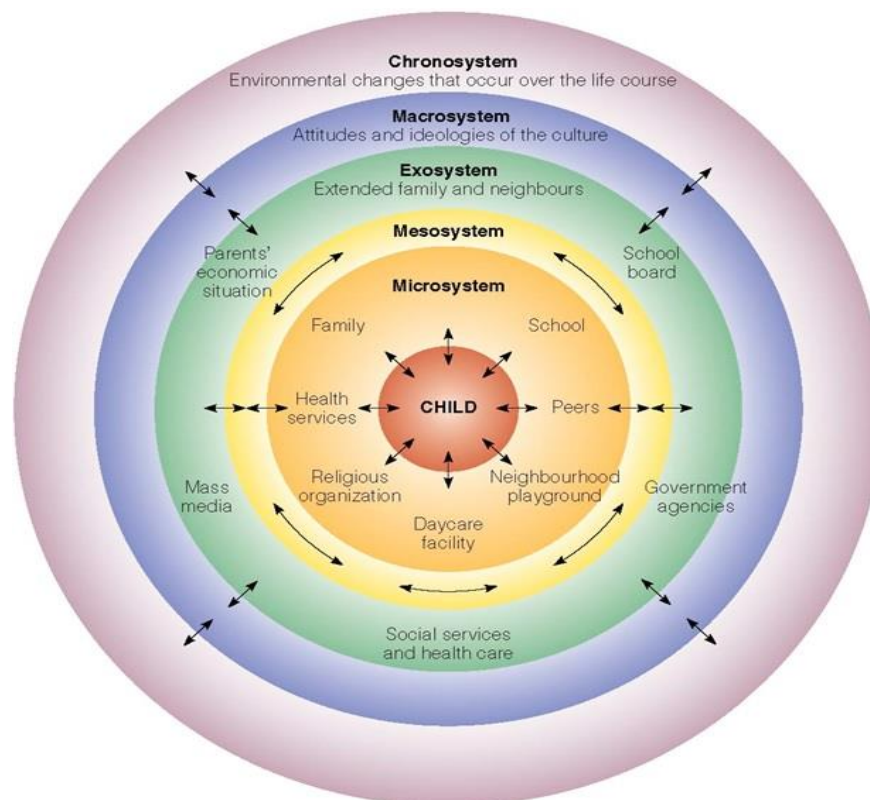 Chronosystem
Environmental changes that occur over the life course
Macrosystem
Attitudes and ideologies of the culture
Exosystem
Extended family and neighbours
Mesosystem
Parents'
economic
situation
School
board
Microsystem
Family
School
Health
services
CHILD
Peers
Religious
organization
Neighbourhood
playground
Mass
media
Government
agencies
Daycare
facility
Social services
and health care